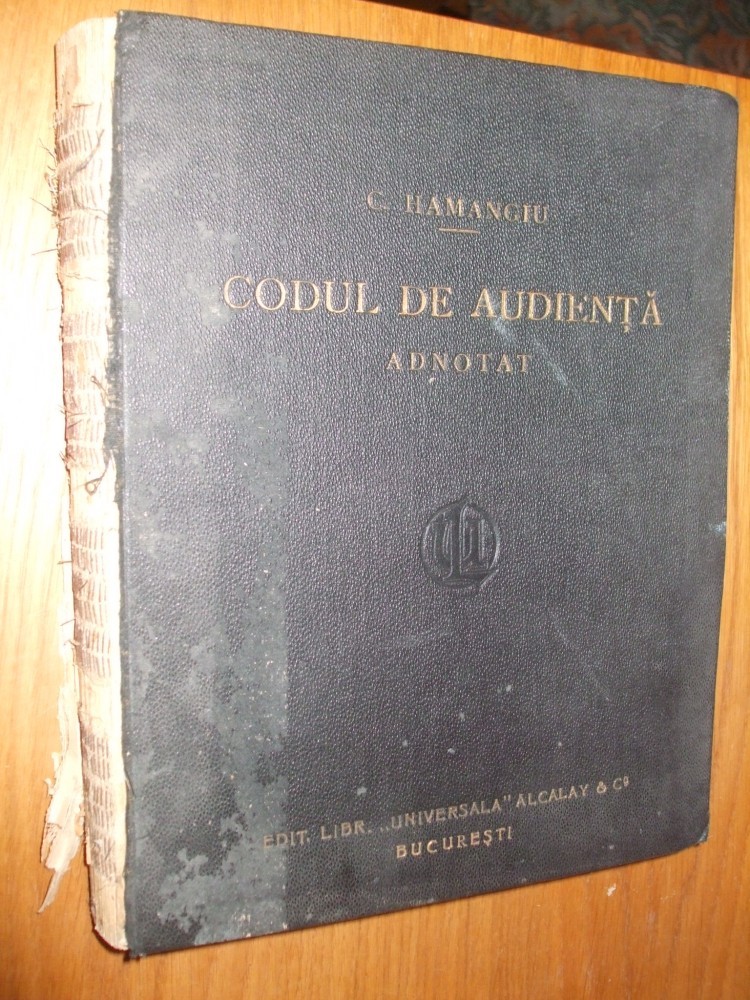 C. HAMANGIU
CODUL DE AUDIENȚĂ
ADNOTAT
EDIT. LIBR. „UNIVERSALA" ALCALAY & Cº
BUCUREȘTI